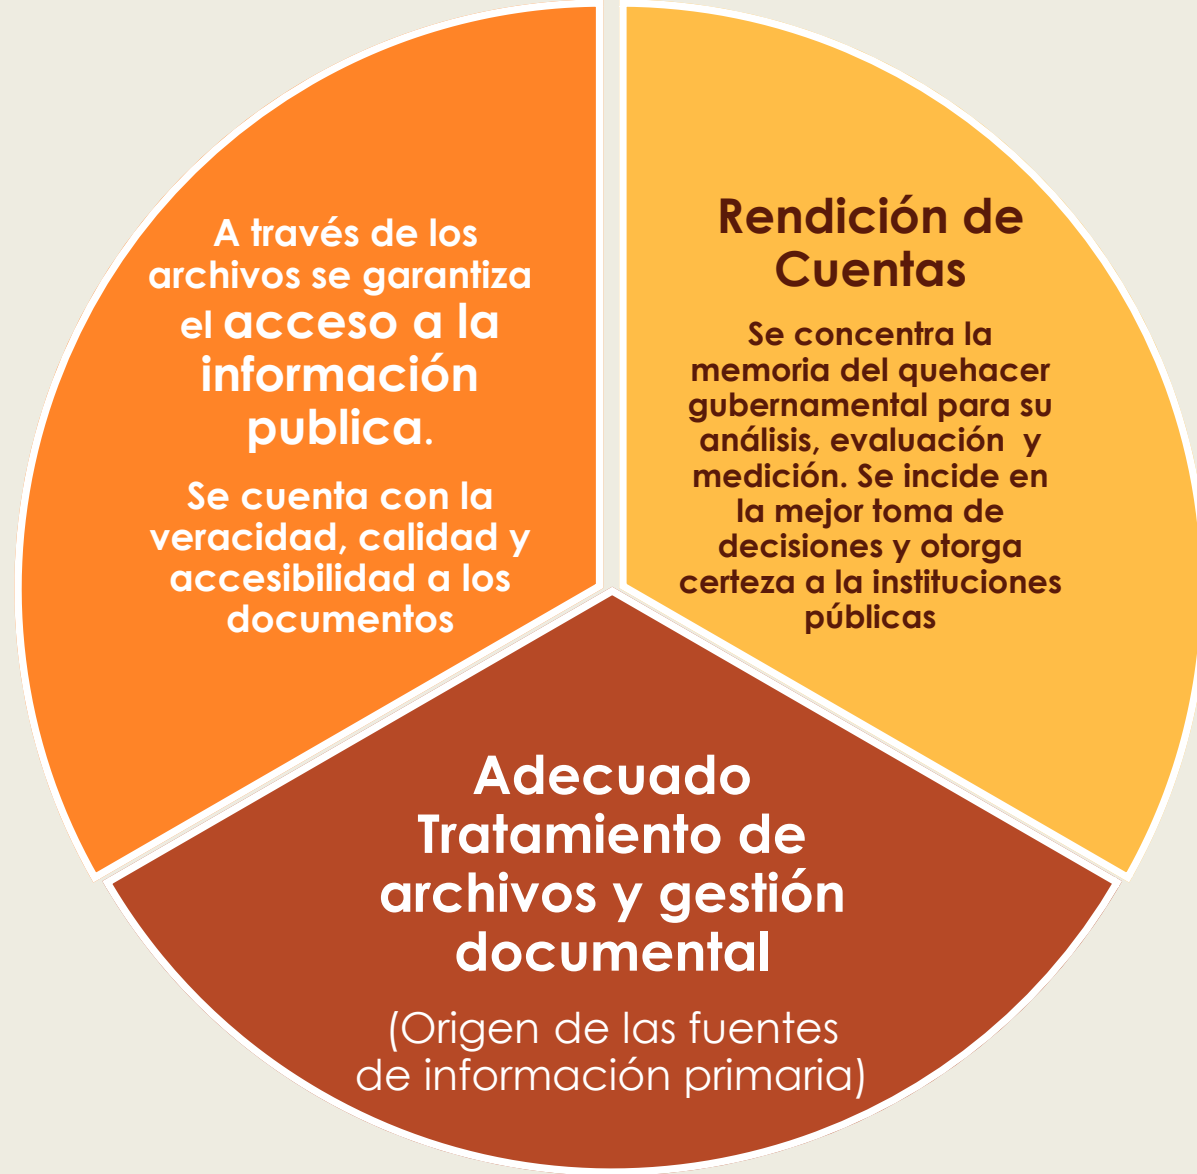 A través de los
archivos se garantiza
el acceso a la
información
publica.
Se cuenta con la
veracidad, calidad y
accesibilidad a los
documentos
Rendición de
Cuentas
Se concentra la
memoria del quehacer
gubernamental para su
análisis, evaluación  y
medición. Se incide en
la mejor toma de
decisiones y otorga
certeza a la instituciones
públicas
Adecuado
Tratamiento de
archivos y gestión
documental
(Origen de las fuentes
de información primaria)